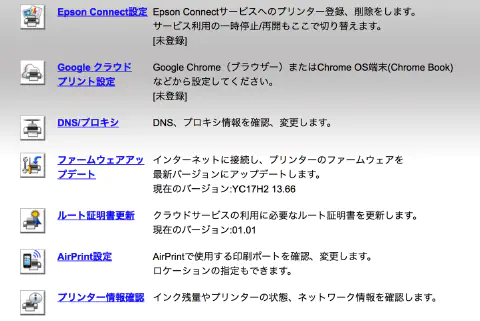 Epson Connect設定 Epson Connectサービスへのプリンター登録、削除をします。
サービス利用の一時停止/再開もここで切り替えます。
[未登録]
Google クラウド Google Chrome（ブラウザー）またはChrome OS端末(Chrome Book)
プリント設定 などから設定してください。
[未登録]
DNS/プロキシ DNS、プロキシ情報を確認、変更します。
ファームウェアアッ インターネットに接続し、プリンターのファームウェアを
プデート 最新バージョンにアップデートします。
現在のバージョン:YC17H2 13.66
ルート証明書更新 クラウドサービスの利用に必要なルート証明書を更新します。
現在のバージョン:01.01
AirPrint設定 AirPrintで使用する印刷ポートを確認、変更します。
ロケーションの指定もできます。
プリンター情報確認 インク残量やプリンターの状態、ネットワーク情報を確認します。